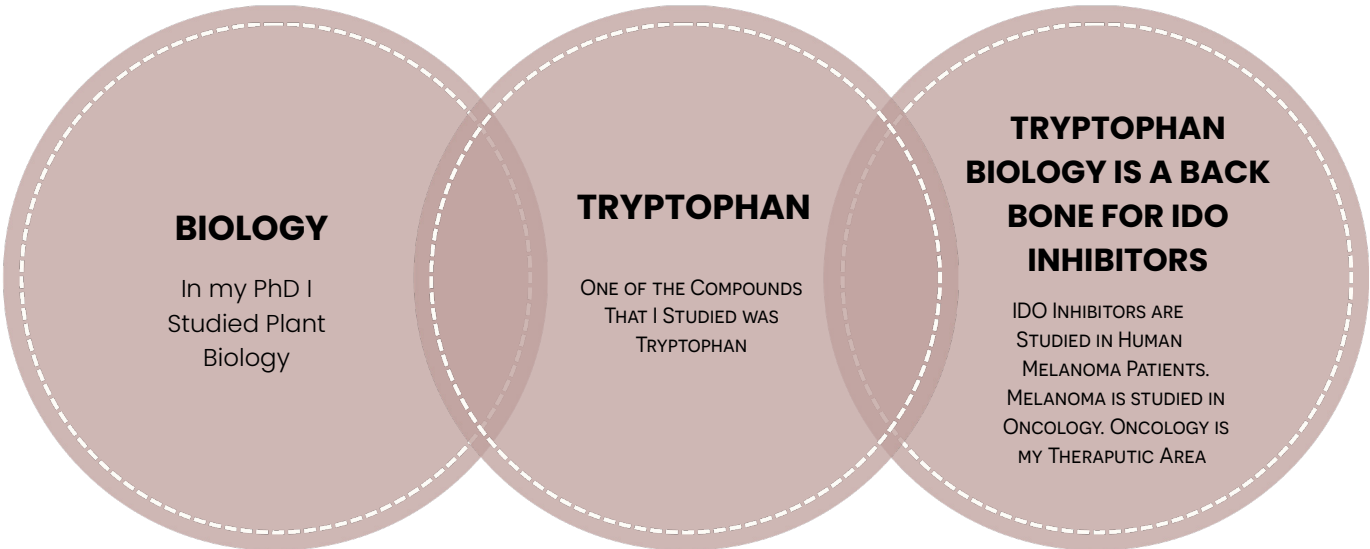 BIOLOGY
In my PhD I
Studied Plant
Biology
TRYPTOPHAN
One of the Compounds
That I Studied was
Tryptophan
TRYPTOPHAN
BIOLOGY IS A BACK
BONE FOR IDO
INHIBITORS
IDO Inhibitors are
Studied in Human
Melanoma Patients.
Melanoma is studied in
Oncology. Oncology is
my Theraputic Area